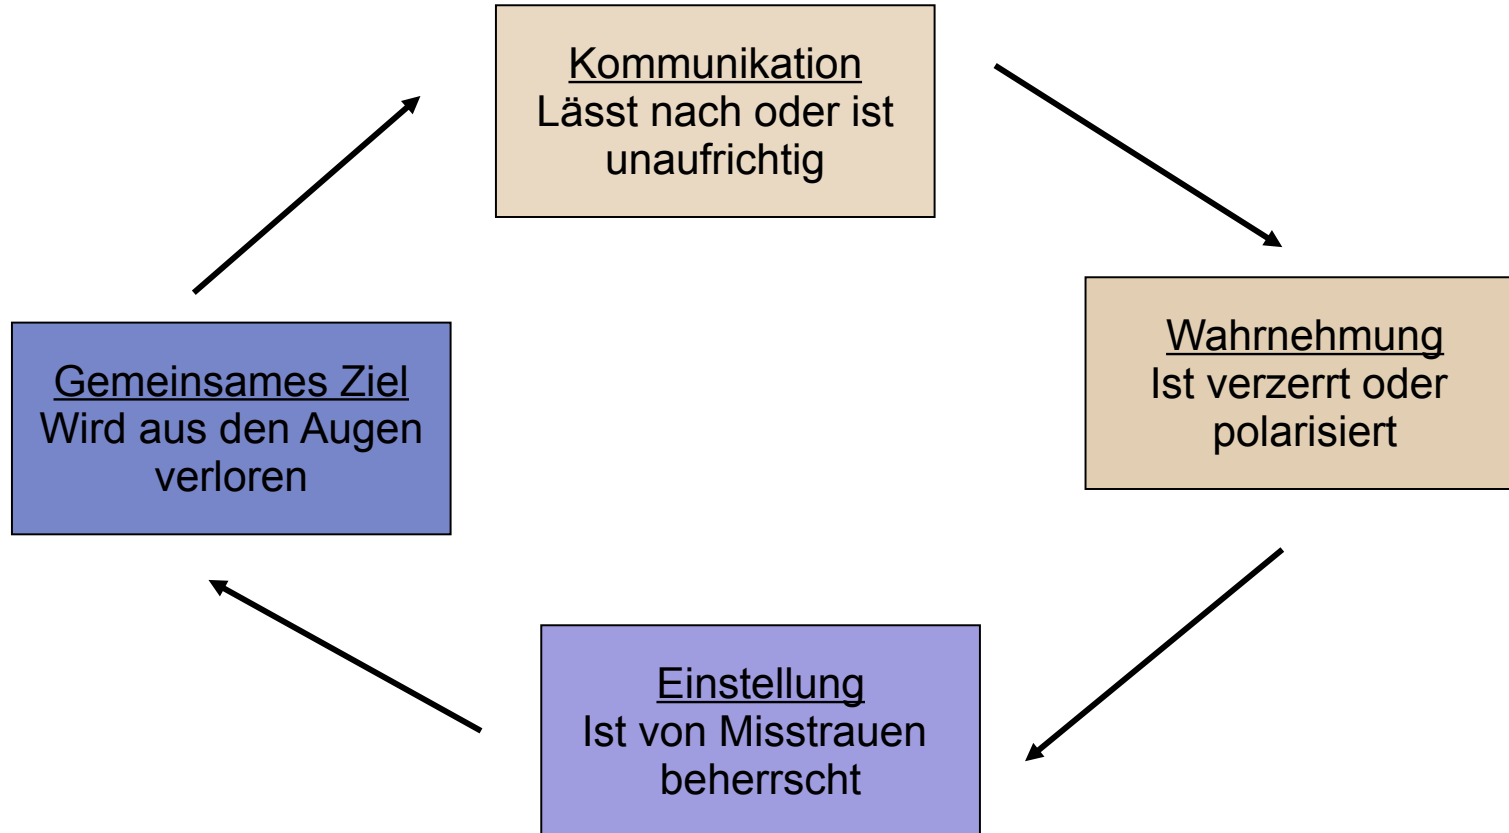 Kommunikation
Lässt nach oder ist
unaufrichtig
Wahrnehmung
Ist verzerrt oder
polarisiert
Gemeinsames Ziel
Wird aus den Augen
verloren
Einstellung
Ist von Misstrauen
beherrscht